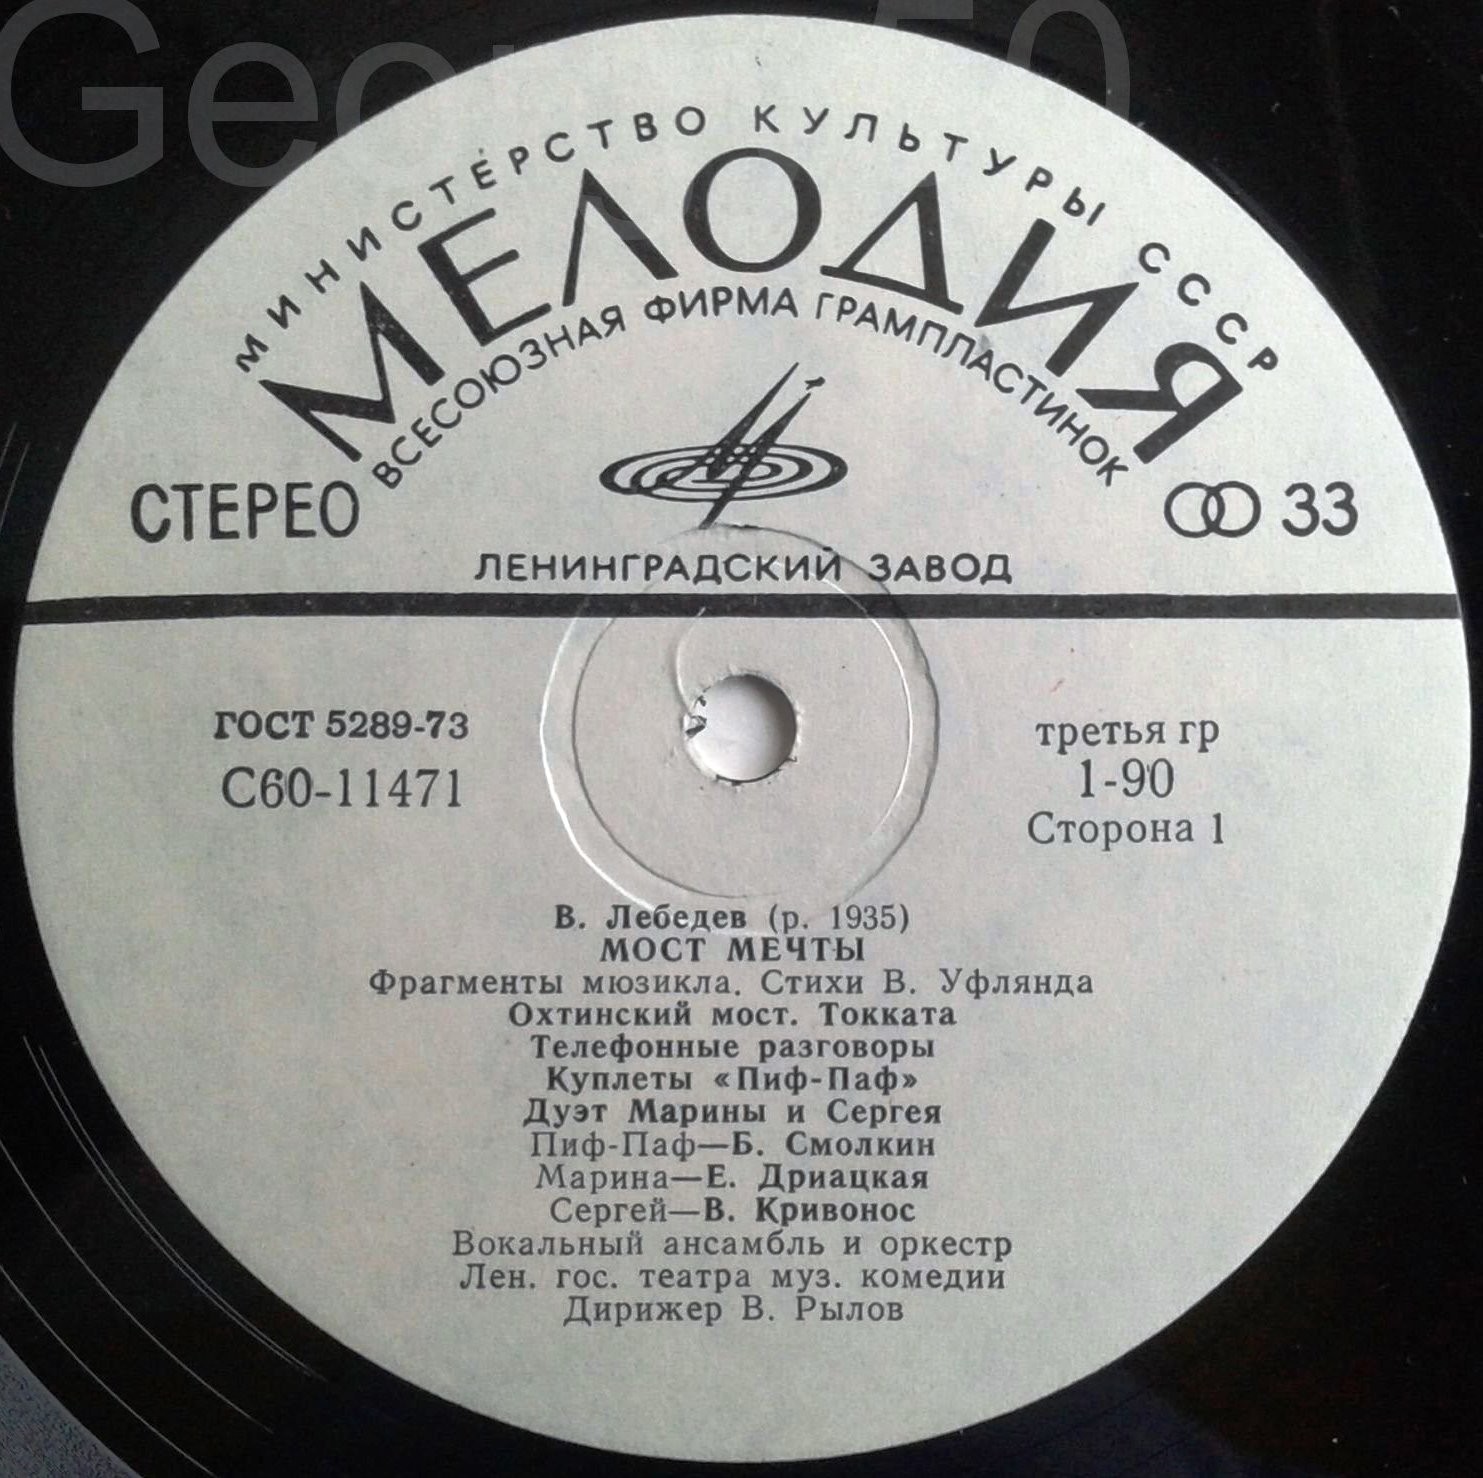 МИНИСТЕРСТВО КУЛЬТУРЫ СССР
МЕЛОДИЯ
ВСЕСОЮЗНАЯ ФИРМА ГРАМПЛАСТИНОК
СТЕРЕО
33
ЛЕНИНГРАДСКИЙ ЗАВОД
ГОСТ 5289-73
С60-11471
третья гр
1-90
Сторона 1
В. Лебедев (р. 1935)
МОСТ МЕЧТЫ
Фрагменты мюзикла. Стихи В. Уфлянда
Охтинский мост. Токката
Телефонные разговоры
Куплеты «Пиф-Паф»
Дуэт Марины и Сергея
Пиф-Паф—Б. Смолкин
Марина—Е. Дриацкая
Сергей—В. Кривонос
Вокальный ансамбль и оркестр
Лен. гос. театра муз. комедии
Дирижер В. Рылов